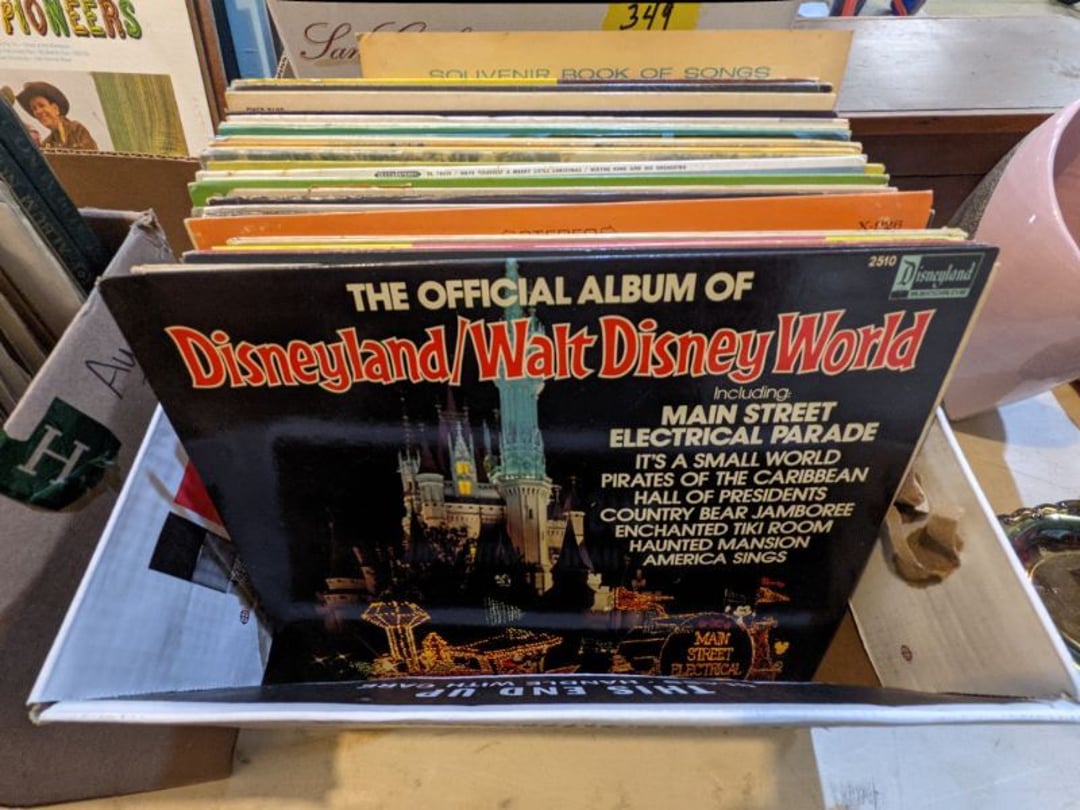 PIONEERS
349
SOUVENIR BOOK OF SONGS
STEREO
2510
Disneyland
THE OFFICIAL ALBUM OF
Disneyland/Walt Disney World
Including:
MAIN STREET
ELECTRICAL PARADE
IT'S A SMALL WORLD
PIRATES OF THE CARIBBEAN
HALL OF PRESIDENTS
COUNTRY BEAR JAMBOREE
ENCHANTED TIKI ROOM
HAUNTED MANSION
AMERICA SINGS
MAIN
STREET
ELECTRICAL
H
THIS END UP
HANDLE WITH CARE